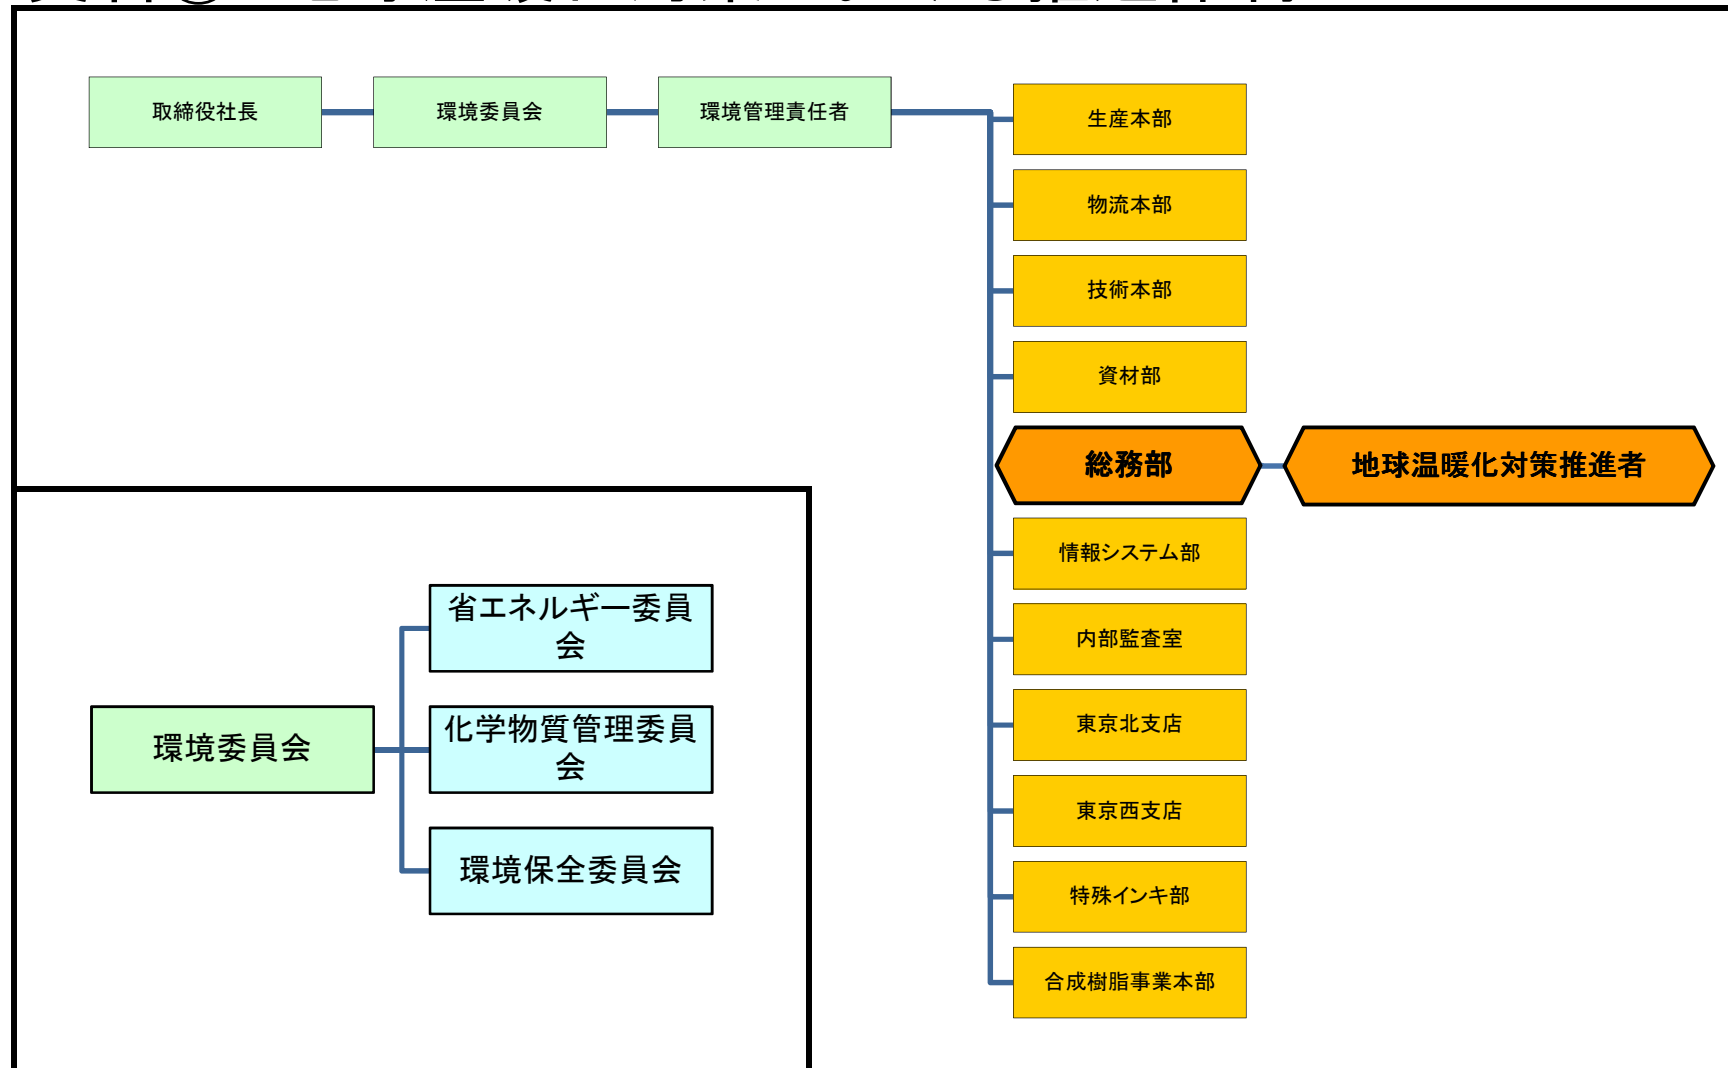 取締役社長
環境委員会
環境管理責任者
生産本部
物流本部
技術本部
資材部
総務部
地球温暖化対策推進者
情報システム部
内部監査室
東京北支店
東京西支店
特殊インキ部
合成樹脂事業本部
環境委員会
省エネルギー委員
会
化学物質管理委員
会
環境保全委員会